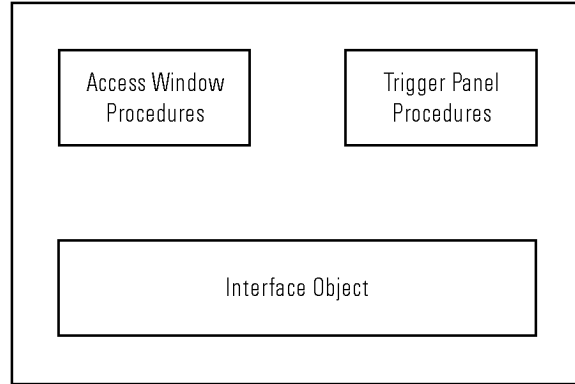 Access Window
Procedures
Trigger Panel
Procedures
Interface Object